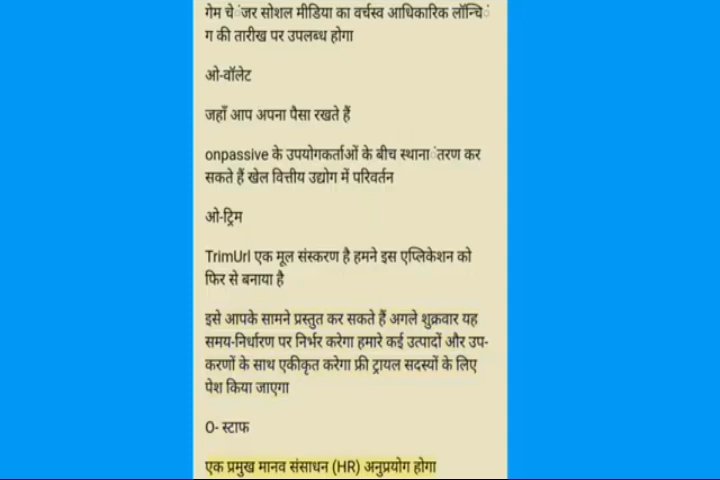 गेम चेंजर सोशल मीडिया का वर्चस्व आधिकारिक लॉन्चिं
ग की तारीख पर उपलब्ध होगा
ओ-वॉलेट
जहाँ आप अपना पैसा रखते हैं
onpassive के उपयोगकर्ताओं के बीच स्थानांतरण कर
सकते हैं खेल वित्तीय उद्योग में परिवर्तन
ओ-ट्रिम
TrimUrl एक मूल संस्करण है हमने इस एप्लिकेशन को
फिर से बनाया है
इसे आपके सामने प्रस्तुत कर सकते हैं अगले शुक्रवार यह
समय-निर्धारण पर निर्भर करेगा हमारे कई उत्पादों और उप-
करणों के साथ एकीकृत करेगा फ्री ट्रायल सदस्यों के लिए
पेश किया जाएगा
O- स्टाफ
एक प्रमुख मानव संसाधन (HR) अनुप्रयोग होगा